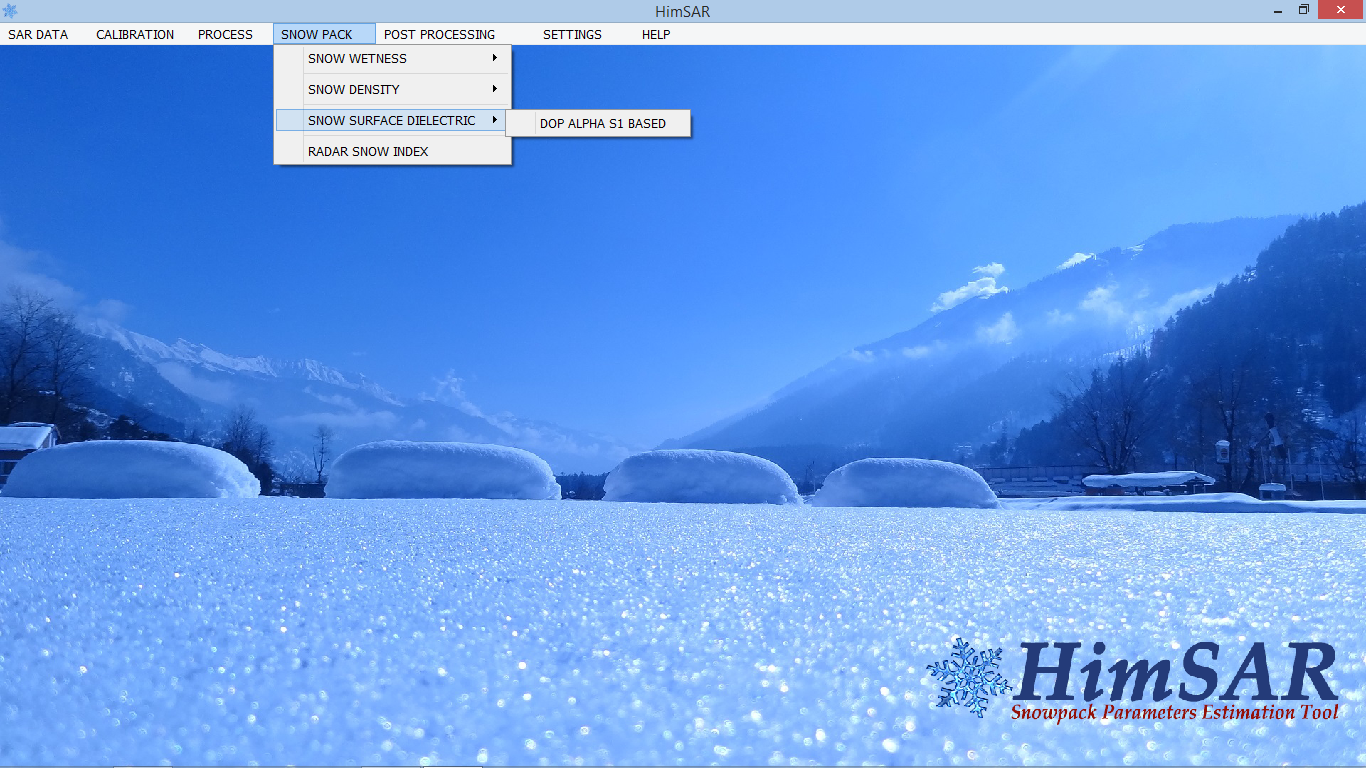 HimSAR
SAR DATA CALIBRATION PROCESS SNOW PACK POST PROCESSING SETTINGS HELP
SNOW WETNESS
SNOW DENSITY
SNOW SURFACE DIELECTRIC DOP ALPHA S1 BASED
RADAR SNOW INDEX
HimSAR
Snowpack Parameters Estimation Tool